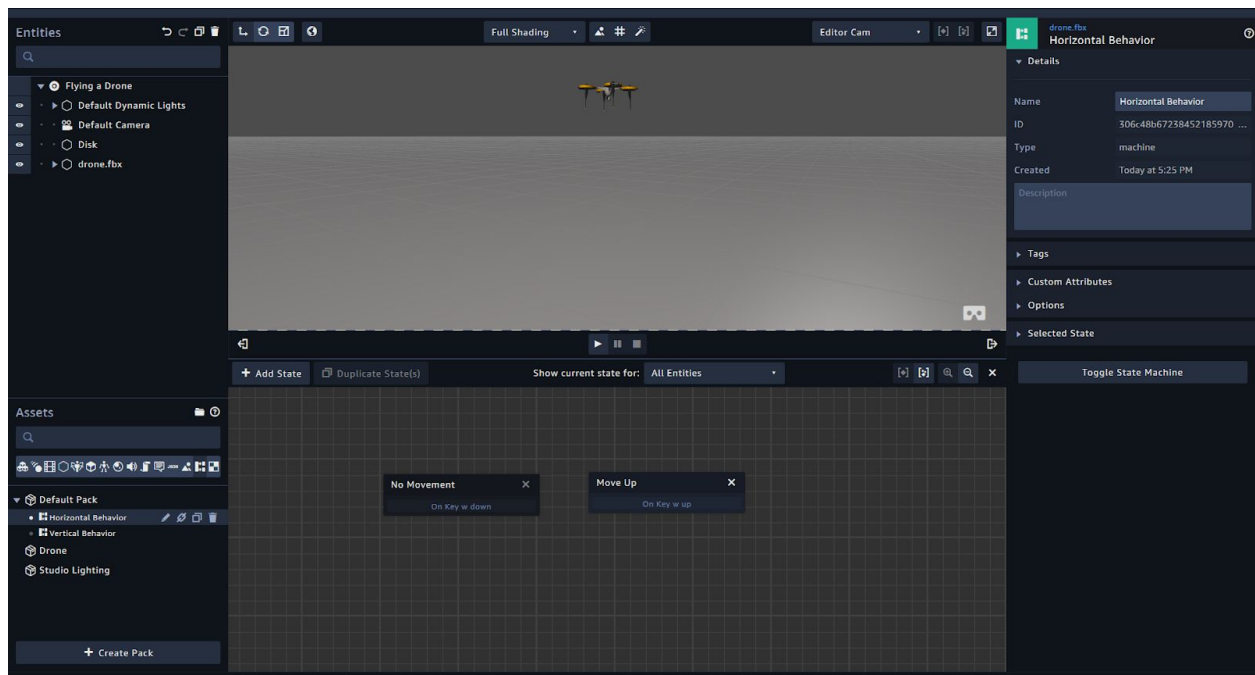 Entities
Flying a Drone
Default Dynamic Lights
Default Camera
Disk
drone.fbx
Assets
Default Pack
Horizontal Behavior
Vertical Behavior
Drone
Studio Lighting
+ Create Pack
Full Shading
Editor Cam
+ Add State
Duplicate State(s)
Show current state for: All Entities
No Movement
On Key w down
Move Up
On Key w up
drone.fbx
Horizontal Behavior
Details
Name Horizontal Behavior
ID 306c48b67238452185970 ...
Type machine
Created Today at 5:25 PM
Description
Tags
Custom Attributes
Options
Selected State
Toggle State Machine